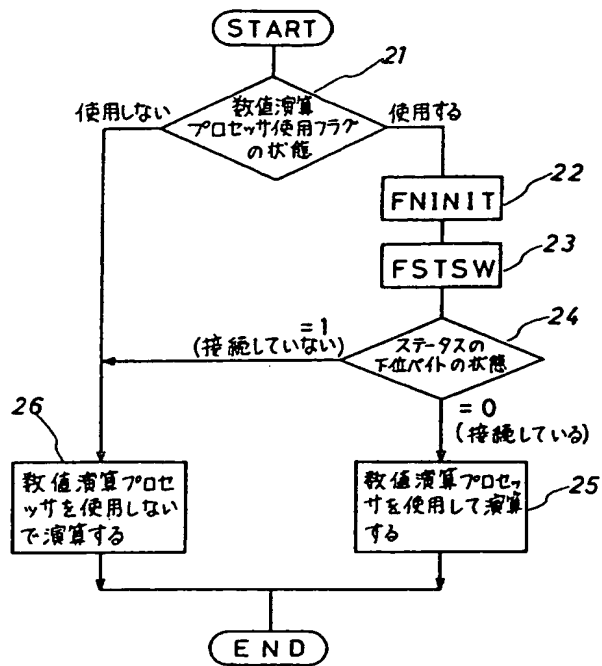 START
21
使用しない
数値演算
プロセッサ使用フラグ
の状態
使用する
FNINIT
22
FSTSW
23
24
=1
(接続していない)
ステータスの
下位バイトの状態
=0
(接続している)
26
数値演算プロセ
ッサを使用しない
で演算する
数値演算プロセッ
サを使用して演算
する
25
END